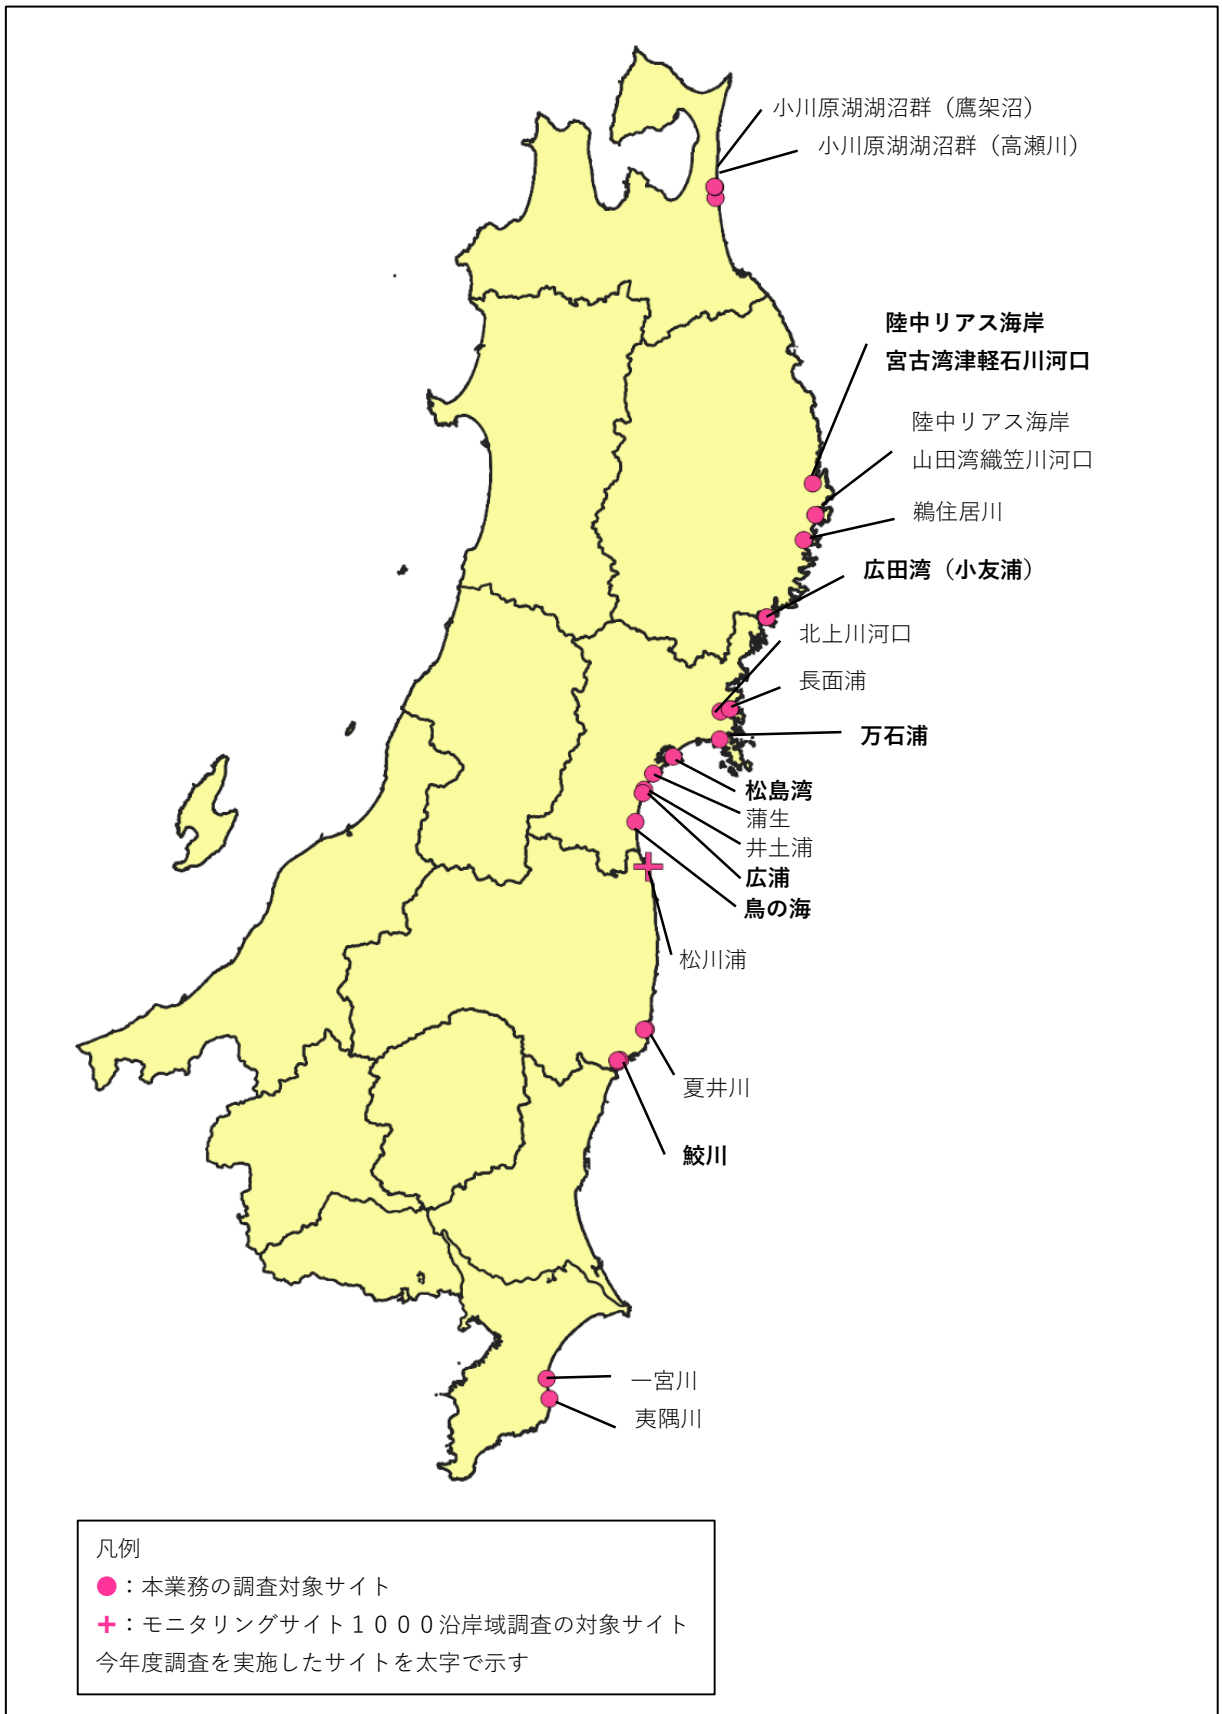 小川原湖湖沼群（鷹架沼）
小川原湖湖沼群（高瀬川）
陸中リアス海岸
宮古湾津軽石川河口
陸中リアス海岸
山田湾織笠川河口
鵜住居川
広田湾（小友浦）
北上川河口
長面浦
万石浦
松島湾
蒲生
井土浦
広浦
鳥の海
松川浦
夏井川
鮫川
一宮川
夷隅川
凡例
●：本業務の調査対象サイト
＋：モニタリングサイト１０００沿岸域調査の対象サイト
今年度調査を実施したサイトを太字で示す